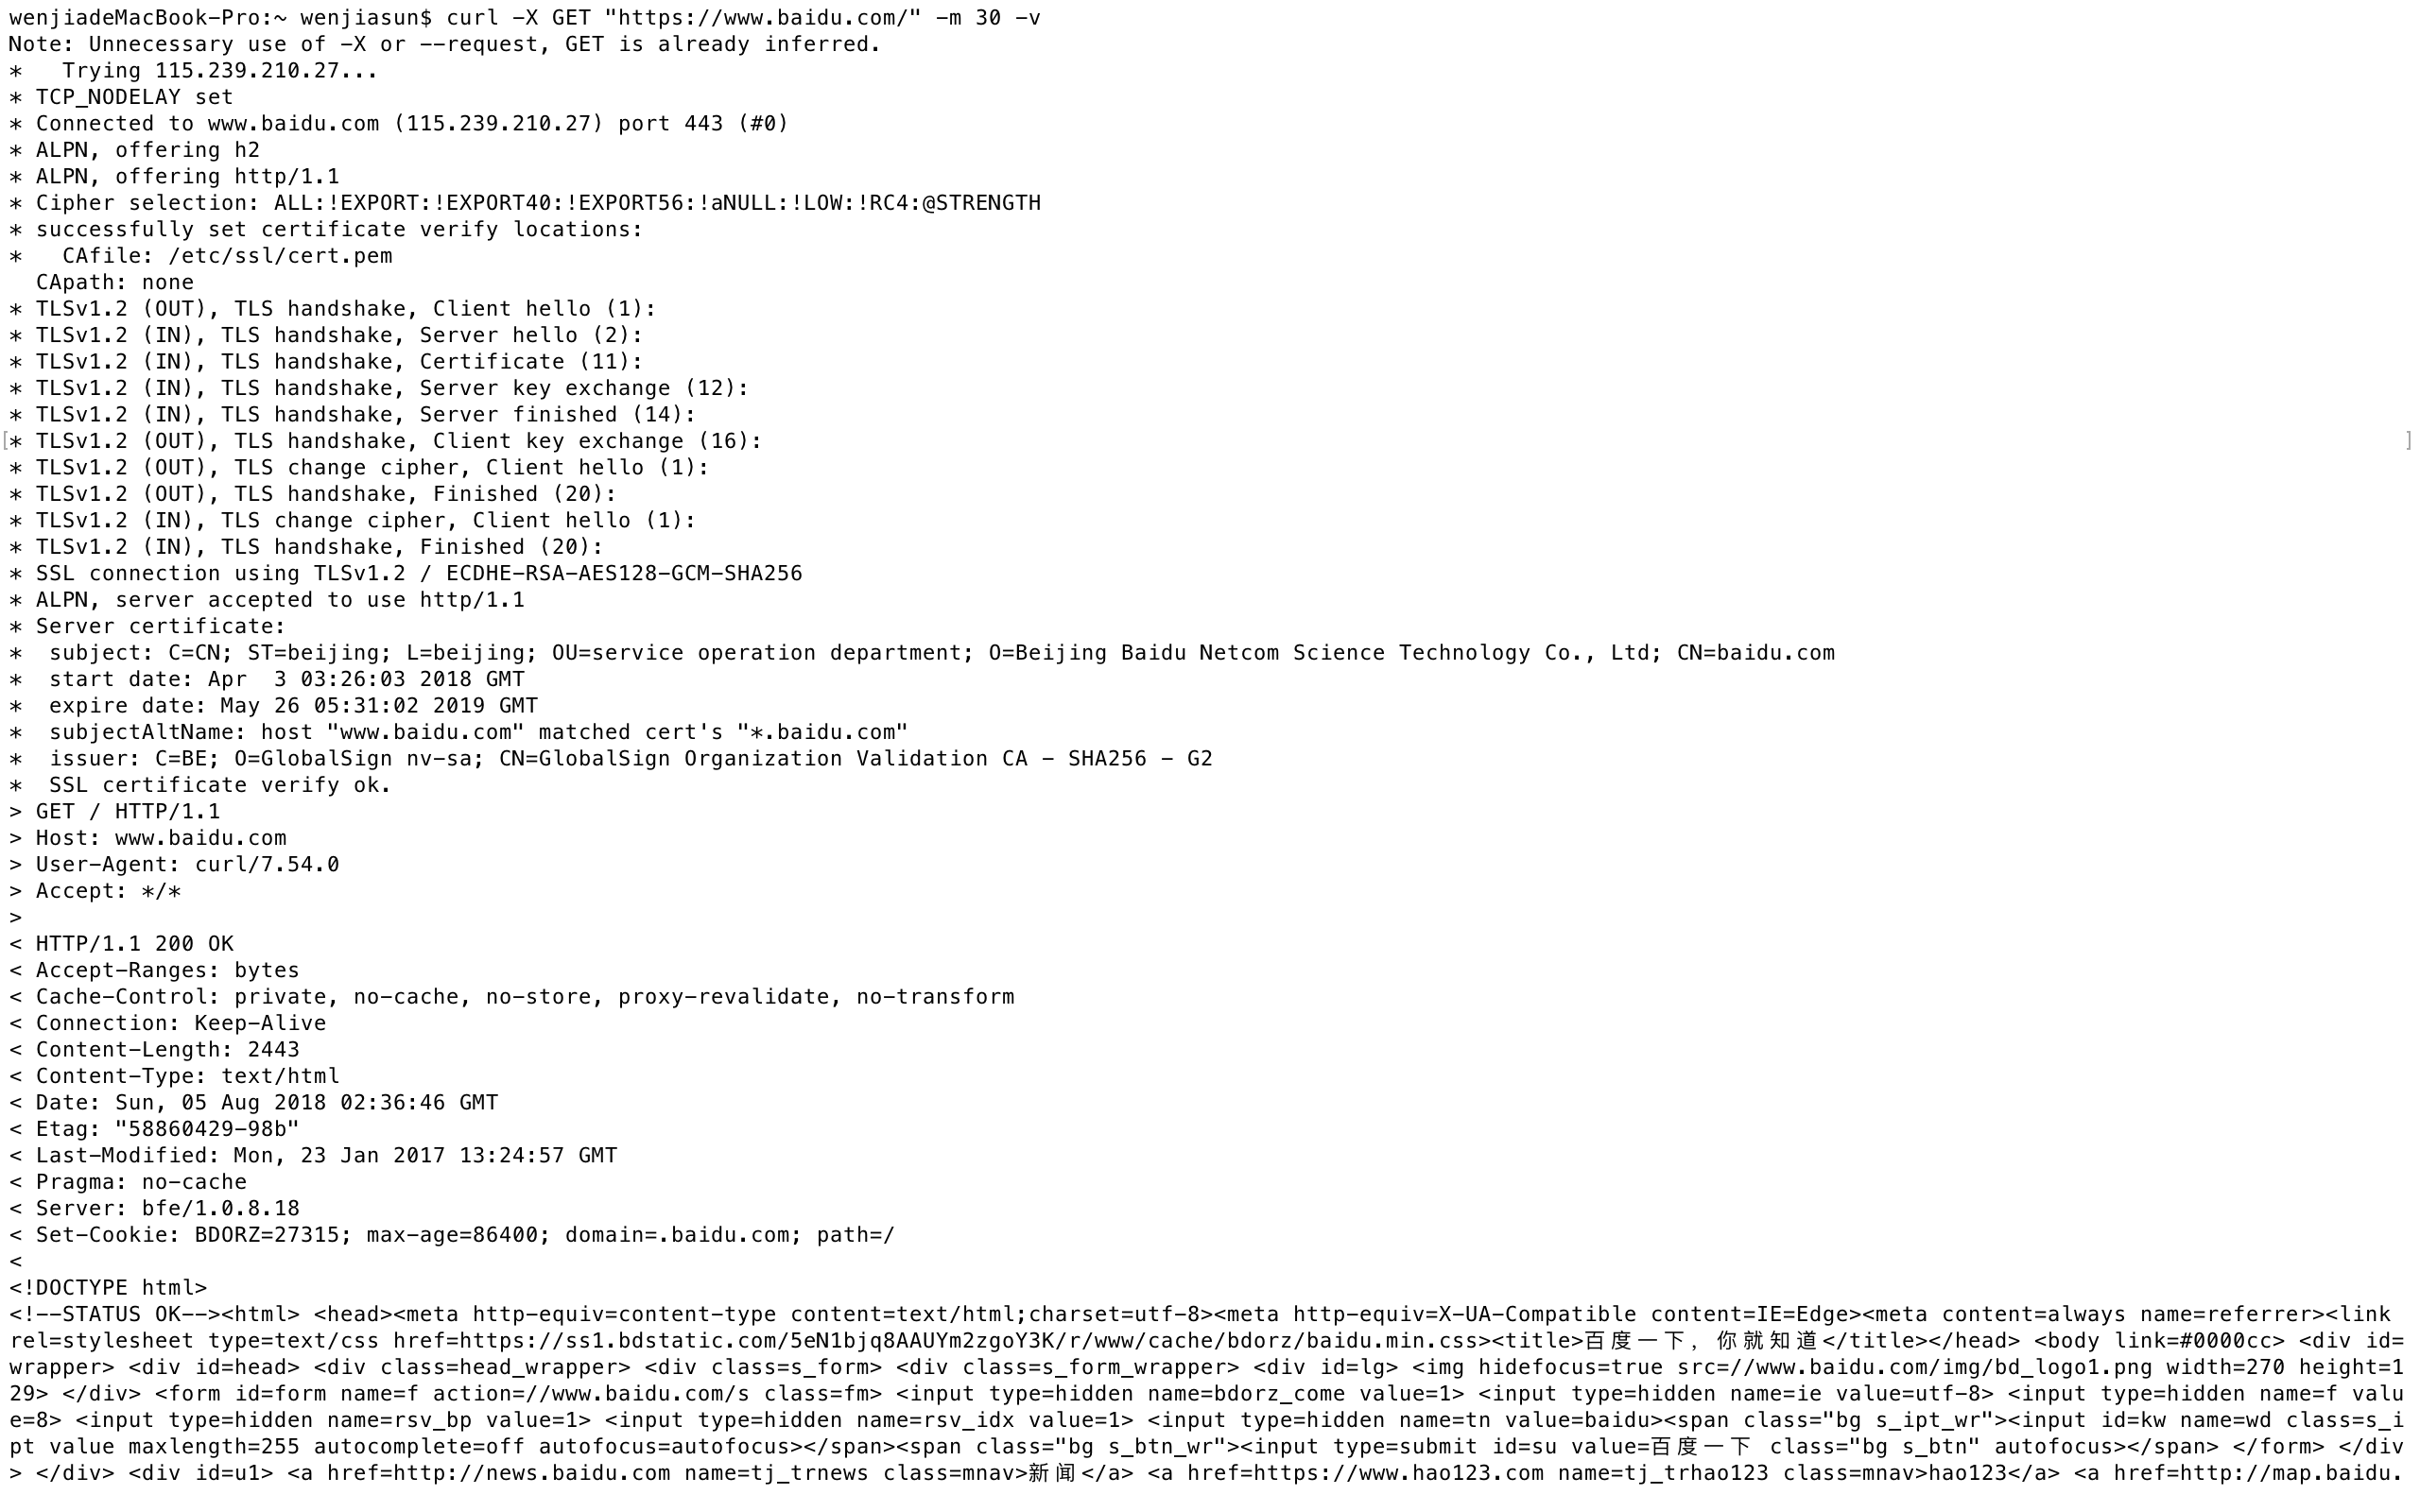 wenjiadeMacBook-Pro:~ wenjiasun$ curl -X GET "https://www.baidu.com/" -m 30 -v
Note: Unnecessary use of -X or --request, GET is already inferred.
*   Trying 115.239.210.27...
* TCP_NODELAY set
* Connected to www.baidu.com (115.239.210.27) port 443 (#0)
* ALPN, offering h2
* ALPN, offering http/1.1
* Cipher selection: ALL:!EXPORT:!EXPORT40:!EXPORT56:!aNULL:!LOW:!RC4:@STRENGTH
* successfully set certificate verify locations:
*   CAfile: /etc/ssl/cert.pem
  CApath: none
* TLSv1.2 (OUT), TLS handshake, Client hello (1):
* TLSv1.2 (IN), TLS handshake, Server hello (2):
* TLSv1.2 (IN), TLS handshake, Certificate (11):
* TLSv1.2 (IN), TLS handshake, Server key exchange (12):
* TLSv1.2 (IN), TLS handshake, Server finished (14):
[* TLSv1.2 (OUT), TLS handshake, Client key exchange (16): ]
* TLSv1.2 (OUT), TLS change cipher, Client hello (1):
* TLSv1.2 (OUT), TLS handshake, Finished (20):
* TLSv1.2 (IN), TLS change cipher, Client hello (1):
* TLSv1.2 (IN), TLS handshake, Finished (20):
* SSL connection using TLSv1.2 / ECDHE-RSA-AES128-GCM-SHA256
* ALPN, server accepted to use http/1.1
* Server certificate:
*  subject: C=CN; ST=beijing; L=beijing; OU=service operation department; O=Beijing Baidu Netcom Science Technology Co., Ltd; CN=baidu.com
*  start date: Apr  3 03:26:03 2018 GMT
*  expire date: May 26 05:31:02 2019 GMT
*  subjectAltName: host "www.baidu.com" matched cert's "*.baidu.com"
*  issuer: C=BE; O=GlobalSign nv-sa; CN=GlobalSign Organization Validation CA - SHA256 - G2
*  SSL certificate verify ok.
> GET / HTTP/1.1
> Host: www.baidu.com
> User-Agent: curl/7.54.0
> Accept: */*
>
< HTTP/1.1 200 OK
< Accept-Ranges: bytes
< Cache-Control: private, no-cache, no-store, proxy-revalidate, no-transform
< Connection: Keep-Alive
< Content-Length: 2443
< Content-Type: text/html
< Date: Sun, 05 Aug 2018 02:36:46 GMT
< Etag: "58860429-98b"
< Last-Modified: Mon, 23 Jan 2017 13:24:57 GMT
< Pragma: no-cache
< Server: bfe/1.0.8.18
< Set-Cookie: BDORZ=27315; max-age=86400; domain=.baidu.com; path=/
<
<!DOCTYPE html>
<!--STATUS OK--><html> <head><meta http-equiv=content-type content=text/html;charset=utf-8><meta http-equiv=X-UA-Compatible content=IE=Edge><meta content=always name=referrer><link
rel=stylesheet type=text/css href=https://ss1.bdstatic.com/5eN1bjq8AAUYm2zgoY3K/r/www/cache/bdorz/baidu.min.css><title>百度一下，你就知道</title></head> <body link=#0000cc> <div id=
wrapper> <div id=head> <div class=head_wrapper> <div class=s_form> <div class=s_form_wrapper> <div id=lg> <img hidefocus=true src=//www.baidu.com/img/bd_logo1.png width=270 height=1
29> </div> <form id=form name=f action=//www.baidu.com/s class=fm> <input type=hidden name=bdorz_come value=1> <input type=hidden name=ie value=utf-8> <input type=hidden name=f valu
e=8> <input type=hidden name=rsv_bp value=1> <input type=hidden name=rsv_idx value=1> <input type=hidden name=tn value=baidu><span class="bg s_ipt_wr"><input id=kw name=wd class=s_i
pt value maxlength=255 autocomplete=off autofocus=autofocus></span><span class="bg s_btn_wr"><input type=submit id=su value=百度一下 class="bg s_btn" autofocus></span> </form> </div
> </div> <div id=u1> <a href=http://news.baidu.com name=tj_trnews class=mnav>新闻</a> <a href=https://www.hao123.com name=tj_trhao123 class=mnav>hao123</a> <a href=http://map.baidu.